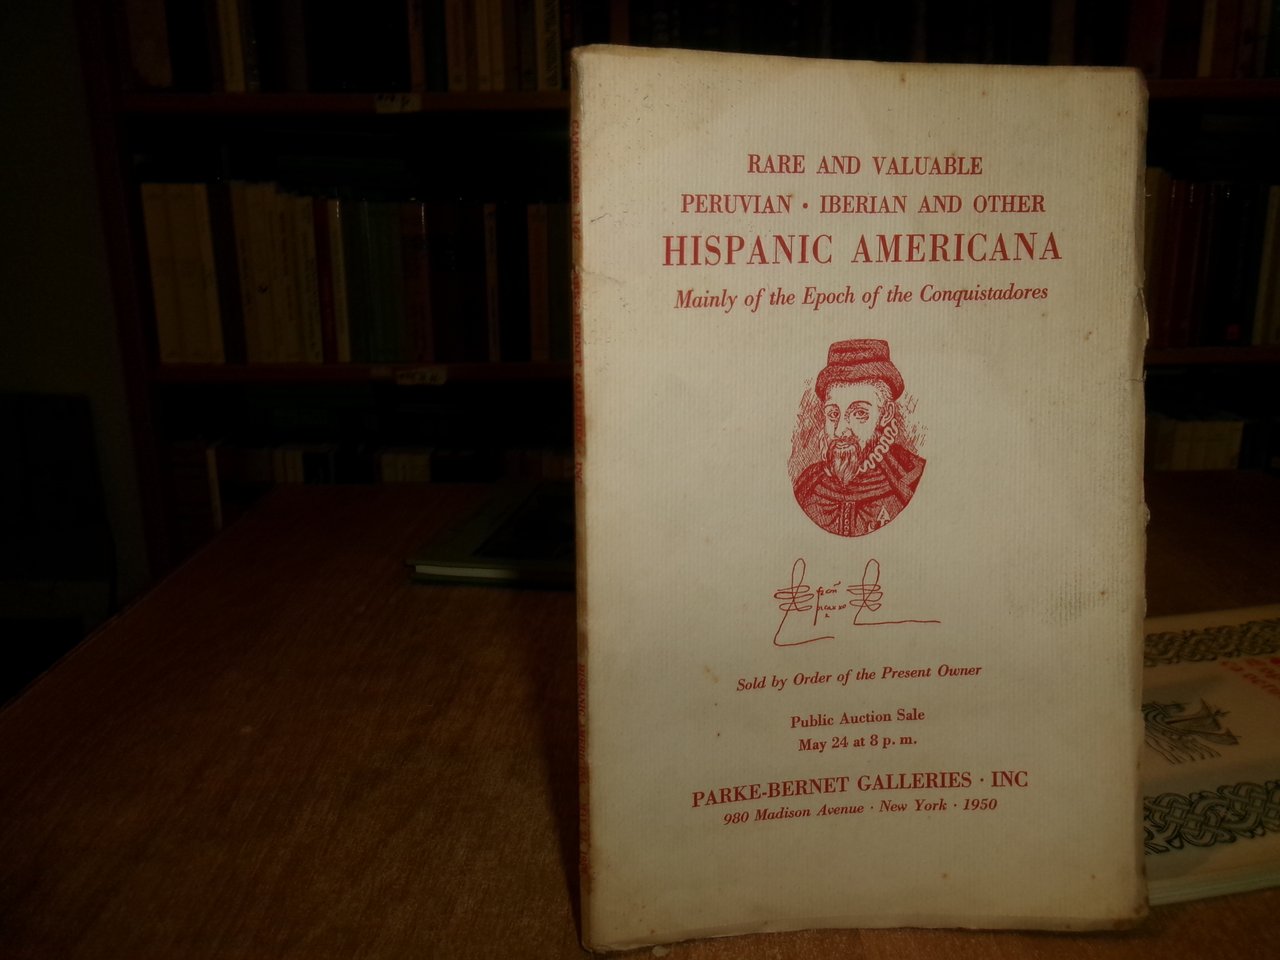 RARE AND VALUABLE
PERUVIAN · IBERIAN AND OTHER
HISPANIC AMERICANA
Mainly of the Epoch of the Conquistadores
Sold by Order of the Present Owner
Public Auction Sale
May 24 at 8 p. m.
PARKE-BERNET GALLERIES · INC
980 Madison Avenue · New York · 1950